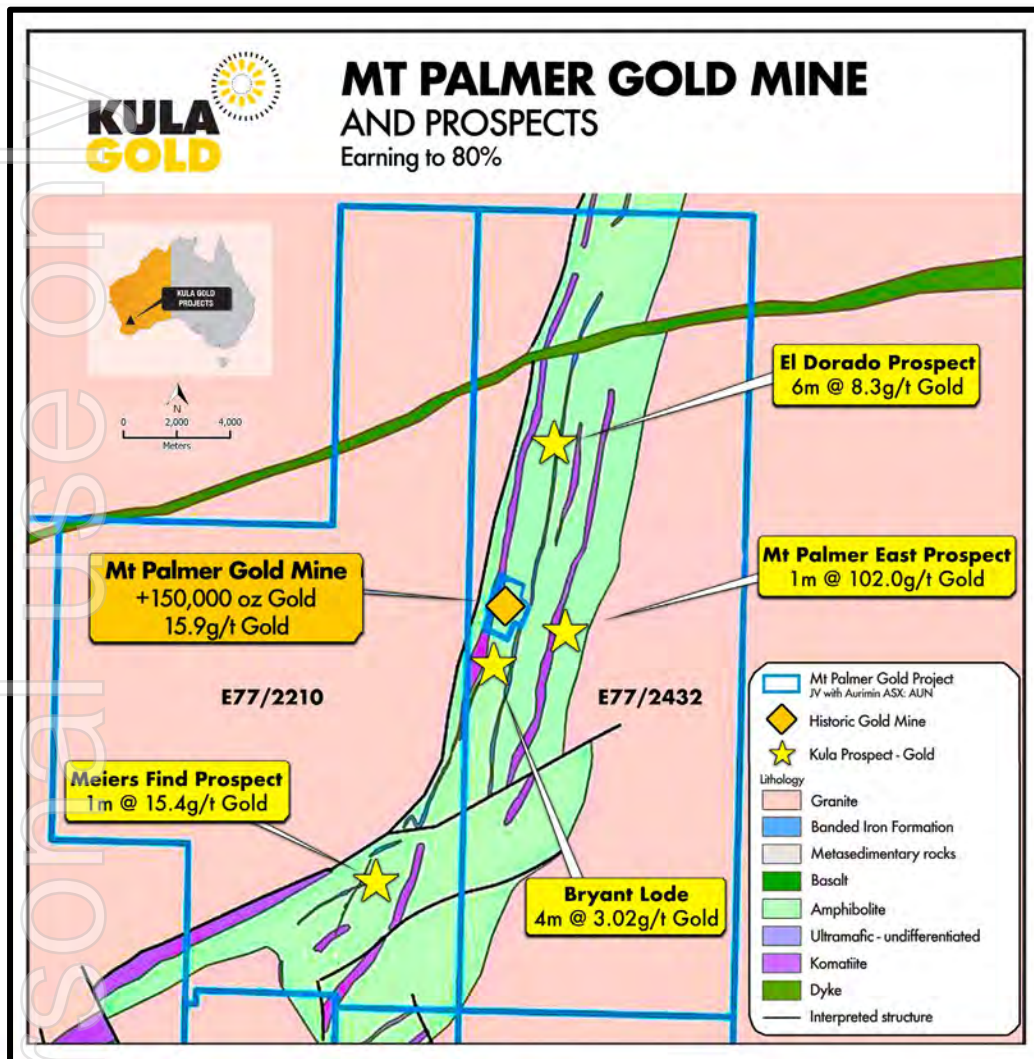 KULA
GOLD
MT PALMER GOLD MINE
AND PROSPECTS
Earning to 80%
KULA GOLD
PROJECTS
N
0 2,000 4,000
Meters
El Dorado Prospect
6m @ 8.3g/t Gold
Mt Palmer East Prospect
1m @ 102.0g/t Gold
Mt Palmer Gold Mine
+150,000 oz Gold
15.9g/t Gold
E77/2210
E77/2432
Meiers Find Prospect
1m @ 15.4g/t Gold
Bryant Lode
4m @ 3.02g/t Gold
Mt Palmer Gold Project
JV with Aurimin ASX: AUN
Historic Gold Mine
Kula Prospect - Gold
Lithology
Granite
Banded Iron Formation
Metasedimentary rocks
Basalt
Amphibolite
Ultramafic - undifferentiated
Komatiite
Dyke
Interpreted structure
sonal use only